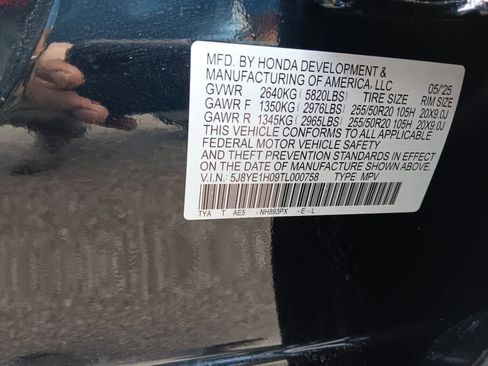 MFD. BY HONDA DEVELOPMENT &
MANUFACTURING OF AMERICA, LLC 05/'25
GVWR 2640KG ( 5820LBS) TIRE SIZE RIM SIZE
GAWR F 1350KG ( 2976LBS) 255/50R20 105H 20X9.0J
GAWR R 1345KG ( 2965LBS) 255/50R20 105H 20X9.0J
THIS VEHICLE CONFORMS TO ALL APPLICABLE
FEDERAL MOTOR VEHICLE SAFETY
AND THEFT PREVENTION STANDARDS IN EFFECT
ON THE DATE OF MANUFACTURE SHOWN ABOVE.
V.I.N.: 5J8YE1H09TL000758 TYPE MPV
TYA T AE5 -NH893PX -E-L